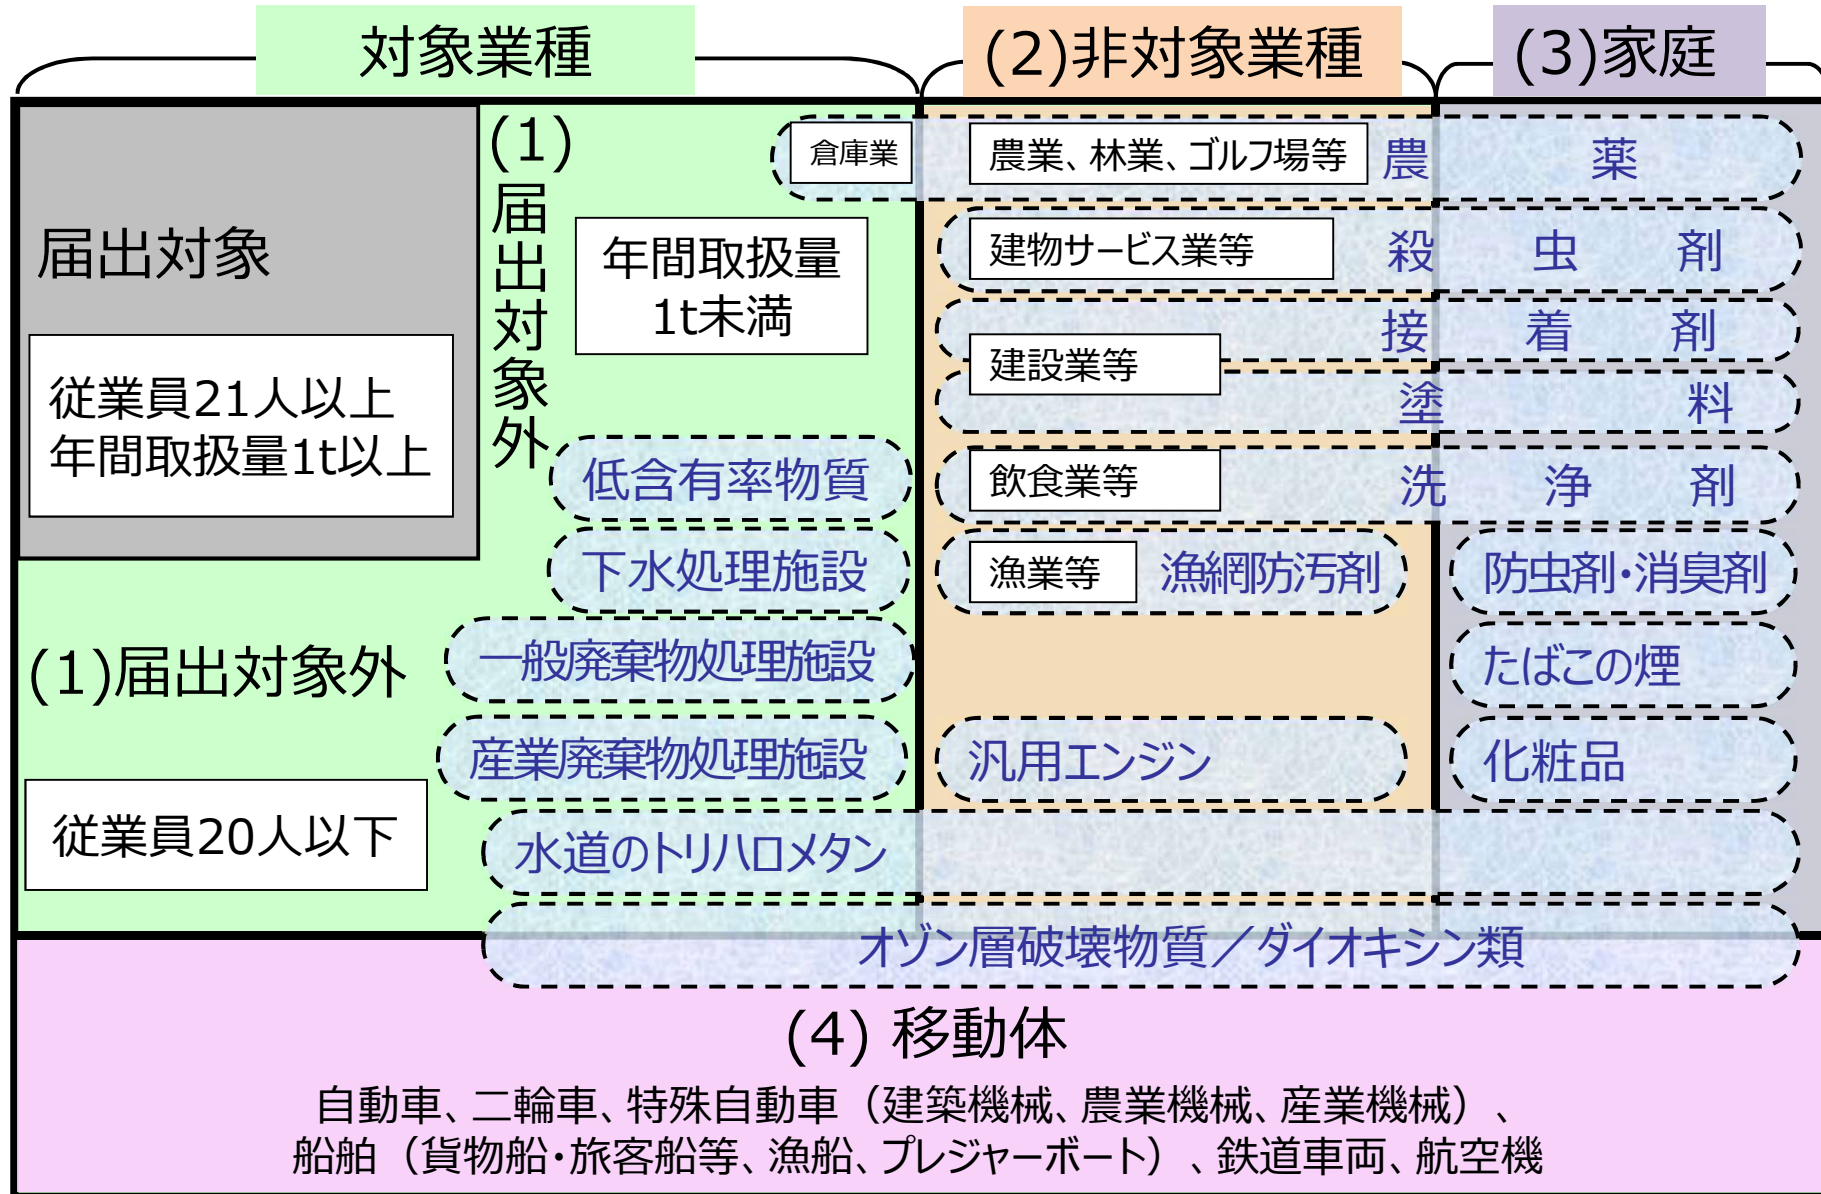 対象業種
(2)非対象業種
(3)家庭
届出対象
従業員21人以上
年間取扱量1t以上
(1)
届出対象外
年間取扱量
1t未満
倉庫業
農業、林業、ゴルフ場等
農薬
建物サービス業等
殺虫剤
接着剤
建設業等
塗料
低含有率物質
飲食業等
洗浄剤
下水処理施設
漁業等
漁網防汚剤
防虫剤・消臭剤
(1)届出対象外
一般廃棄物処理施設
たばこの煙
産業廃棄物処理施設
汎用エンジン
化粧品
従業員20人以下
水道のトリハロメタン
オゾン層破壊物質／ダイオキシン類
(4) 移動体
自動車、二輪車、特殊自動車（建築機械、農業機械、産業機械）、
船舶（貨物船・旅客船等、漁船、プレジャーボート）、鉄道車両、航空機